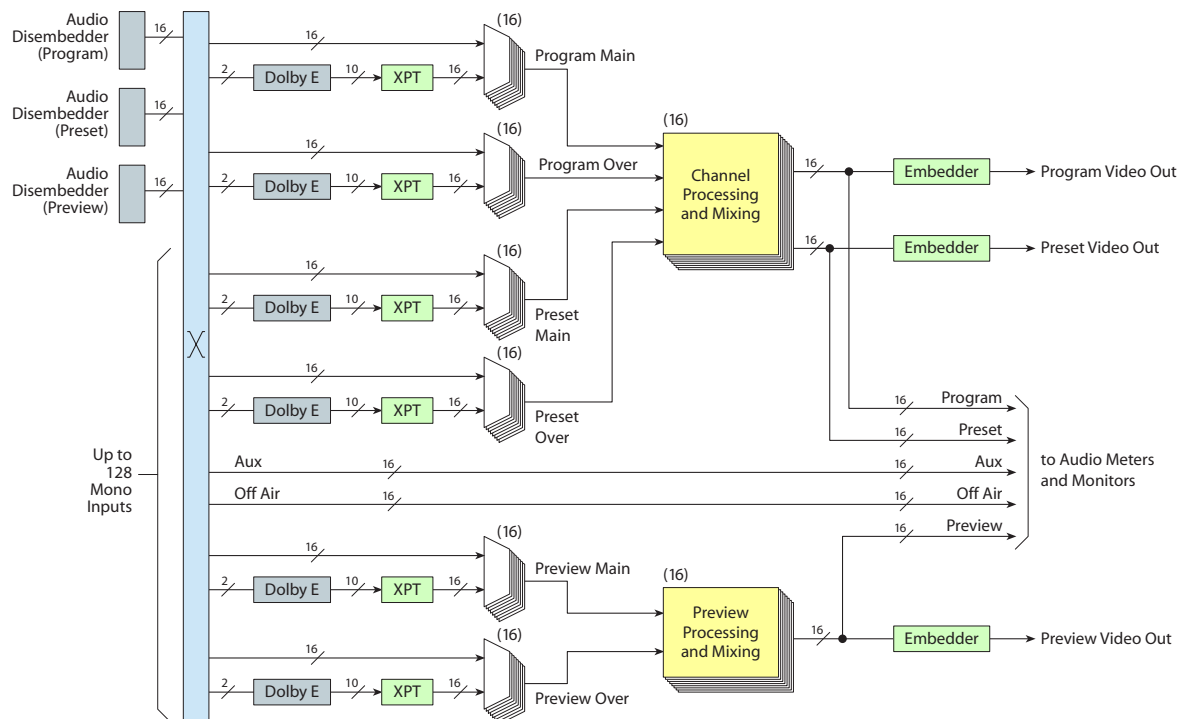 Audio
Disembedder
(Program)
16
Audio
Disembedder
(Preset)
16
Audio
Disembedder
(Preview)
16
Up to
128
Mono
Inputs
16
(16)
Program Main
2
Dolby E
10
XPT
16
16
(16)
Program Over
2
Dolby E
10
XPT
16
16
(16)
Preset
Main
2
Dolby E
10
XPT
16
16
(16)
Preset
Over
2
Dolby E
10
XPT
16
(16)
Channel
Processing
and Mixing
16
Embedder
Program Video Out
16
Embedder
Preset Video Out
16
Program
16
Preset
Aux
16
16
Aux
Off Air
16
16
Off Air
16
Preview
to Audio Meters
and Monitors
16
(16)
Preview Main
2
Dolby E
10
XPT
16
16
(16)
Preview Over
2
Dolby E
10
XPT
16
(16)
Preview
Processing
and Mixing
16
Embedder
Preview Video Out